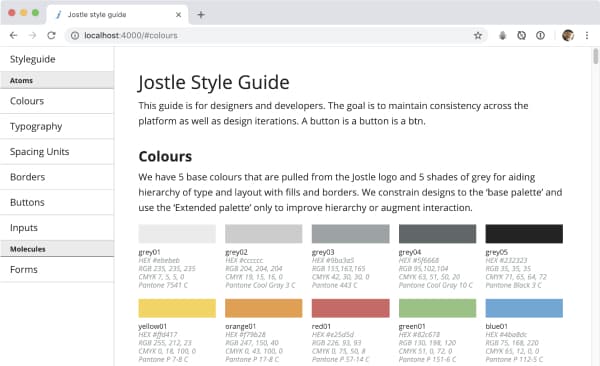 Jostle style guide
localhost:4000/#colours
Styleguide
Atoms
Colours
Typography
Spacing Units
Borders
Buttons
Inputs
Molecules
Forms
Jostle Style Guide
This guide is for designers and developers. The goal is to maintain consistency across the
platform as well as design iterations. A button is a button is a btn.
Colours
We have 5 base colours that are pulled from the Jostle logo and 5 shades of grey for aiding
hierarchy of type and layout with fills and borders. We constrain designs to the ‘base palette’ and
use the ‘Extended palette’ only to improve hierarchy or augment interaction.
grey01
HEX #ebebeb
RGB 235, 235, 235
CMYK 7, 5, 5, 0
Pantone 7541 C
grey02
HEX #cccccc
RGB 204, 204, 204
CMYK 19, 15, 16, 0
Pantone Cool Gray 3 C
grey03
HEX #9ba3a5
RGB 155,163,165
CMYK 42, 30, 30, 0
Pantone 443 C
grey04
HEX #5f6668
RGB 95,102,104
CMYK 63, 51, 50, 20
Pantone Cool Gray 10 C
grey05
HEX #232323
RGB 35, 35, 35
CMYK 71, 65, 64, 72
Pantone Black 3 C
yellow01
HEX #ffd417
RGB 255, 212, 23
CMYK 0, 18, 100, 0
Pantone P 7-8 C
orange01
HEX #f79628
RGB 247, 150, 40
CMYK 0, 43, 100, 0
Pantone P 17-8 C
red01
HEX #e25d5d
RGB 226, 93, 93
CMYK 0, 75, 50, 8
Pantone P 57-14 C
green01
HEX #82c678
RGB 130, 198, 120
CMYK 51, 0, 72, 0
Pantone P 151-6 C
blue01
HEX #4ba8dc
RGB 75, 168, 220
CMYK 65, 12, 0, 0
Pantone P 112-5 C